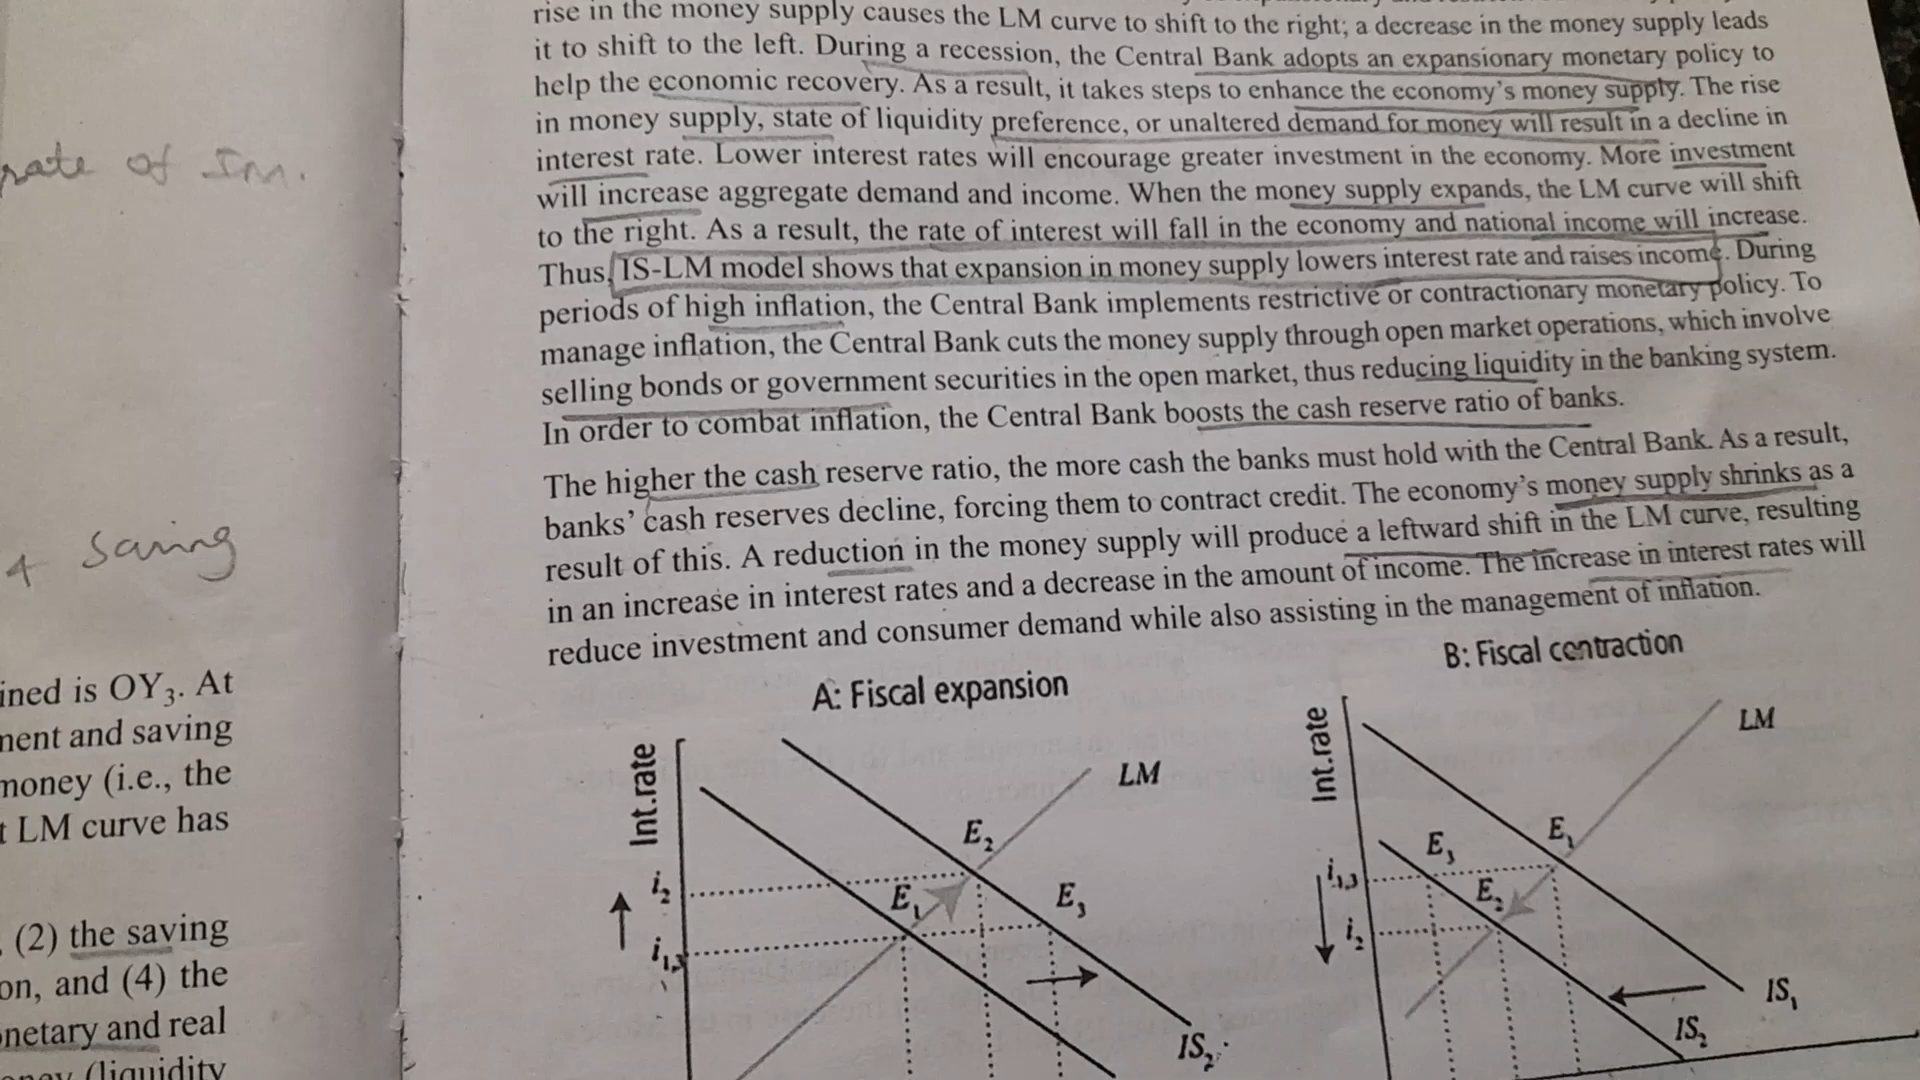 rate of Inn.
4 saving
ined is OY3. At
ment and saving
money (i.e., the
t LM curve has
. (2) the saving
on, and (4) the
onetary and real
oney (liquidity
rise in the money supply causes the LM curve to shift to the right; a decrease in the money supply leads
it to shift to the left. During a recession, the Central Bank adopts an expansionary monetary policy to
help the economic recovery. As a result, it takes steps to enhance the economy's money supply. The rise
in money supply, state of liquidity preference, or unaltered demand for money will result in a decline in
interest rate. Lower interest rates will encourage greater investment in the economy. More investment
will increase aggregate demand and income. When the money supply expands, the LM curve will shift
to the right. As a result, the rate of interest will fall in the economy and national income will increase.
Thus, IS-LM model shows that expansion in money supply lowers interest rate and raises income. During
periods of high inflation, the Central Bank implements restrictive or contractionary monetary policy. To
manage inflation, the Central Bank cuts the money supply through open market operations, which involve
selling bonds or government securities in the open market, thus reducing liquidity in the banking system.
In order to combat inflation, the Central Bank boosts the cash reserve ratio of banks.
The higher the cash reserve ratio, the more cash the banks must hold with the Central Bank. As a result,
banks' cash reserves decline, forcing them to contract credit. The economy's money supply shrinks as a
result of this. A reduction in the money supply will produce a leftward shift in the LM curve, resulting
in an increase in interest rates and a decrease in the amount of income. The increase in interest rates will
reduce investment and consumer demand while also assisting in the management of inflation.
A: Fiscal expansion
Int.rate
LM
E2
i2
E1
E3
i1,3
IS2
B: Fiscal contraction
Int.rate
LM
E1
E3
i1,3
E2
i2
IS1
IS2